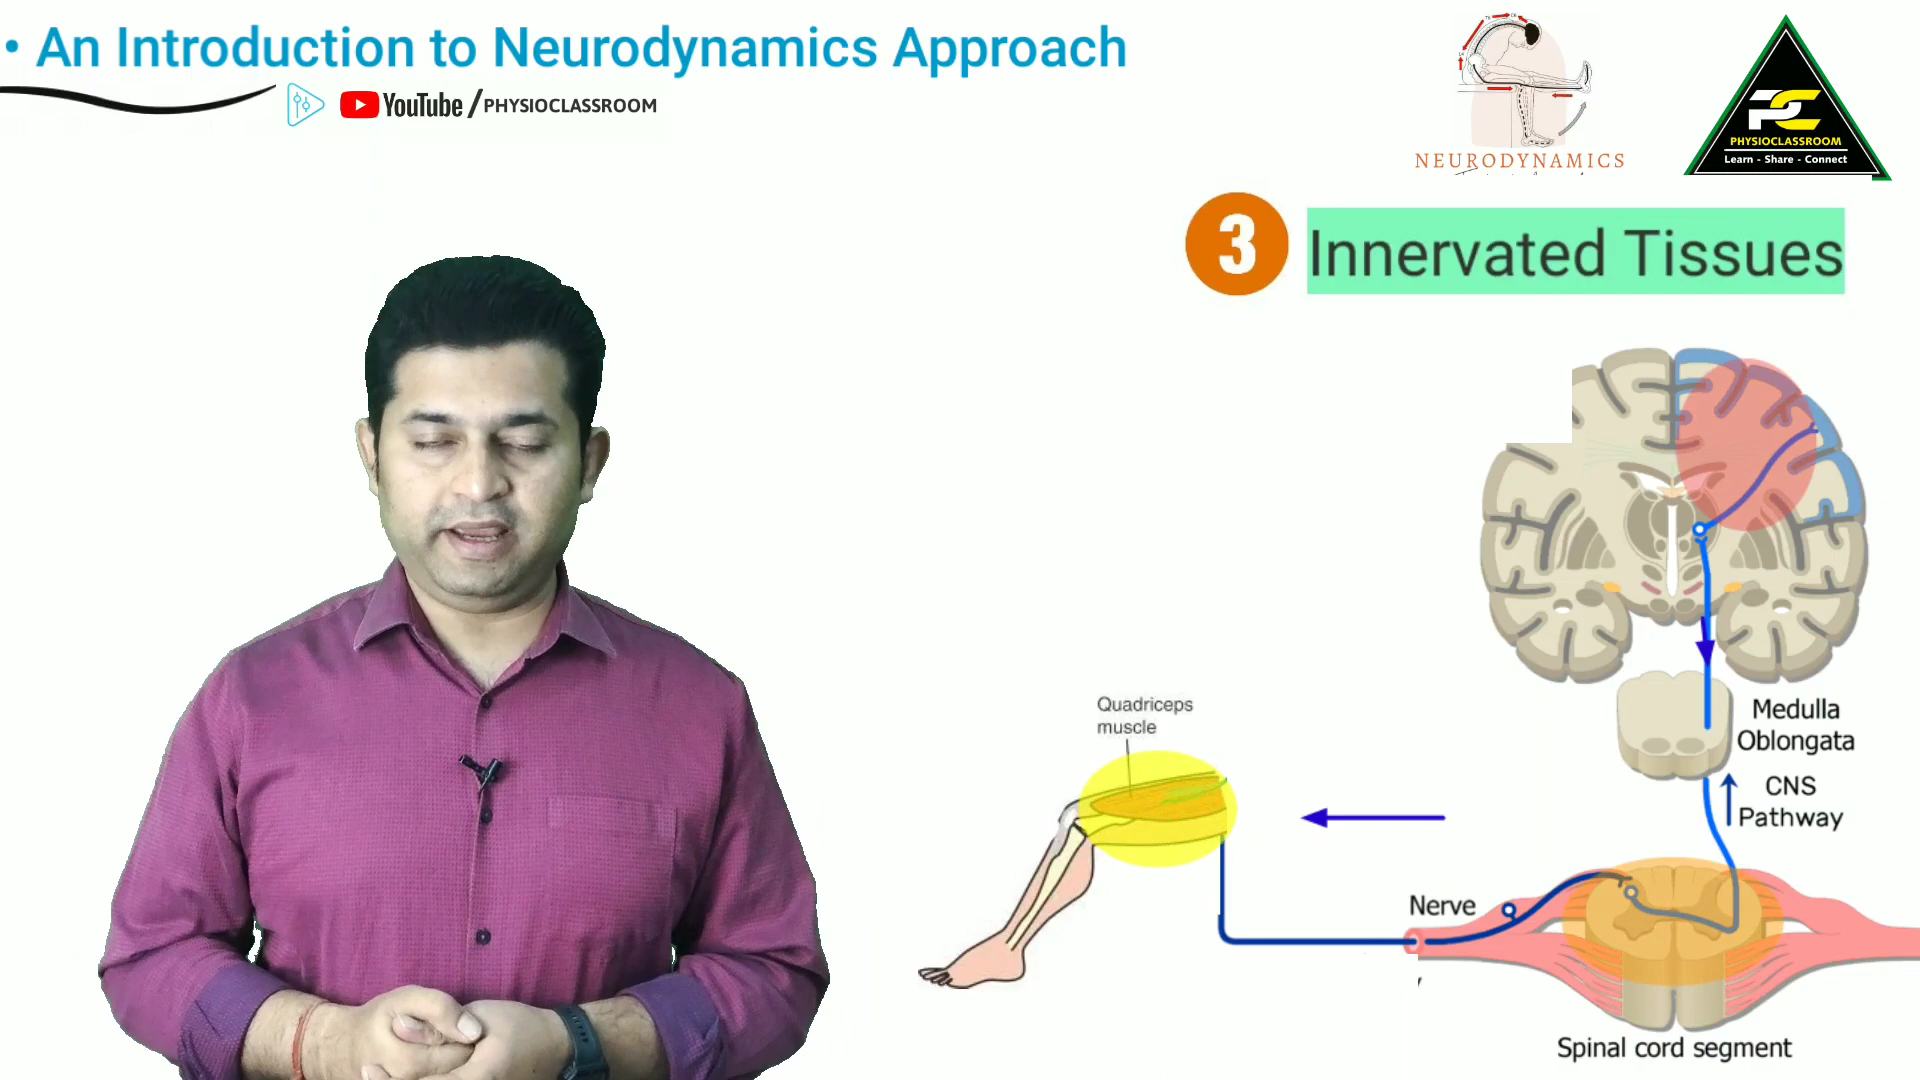 • An Introduction to Neurodynamics Approach
YouTube / PHYSIOCLASSROOM
NEURODYNAMICS
PC
PHYSIOCLASSROOM
Learn - Share - Connect
3 Innervated Tissues
Quadriceps
muscle
Medulla
Oblongata
CNS
Pathway
Nerve
Spinal cord segment